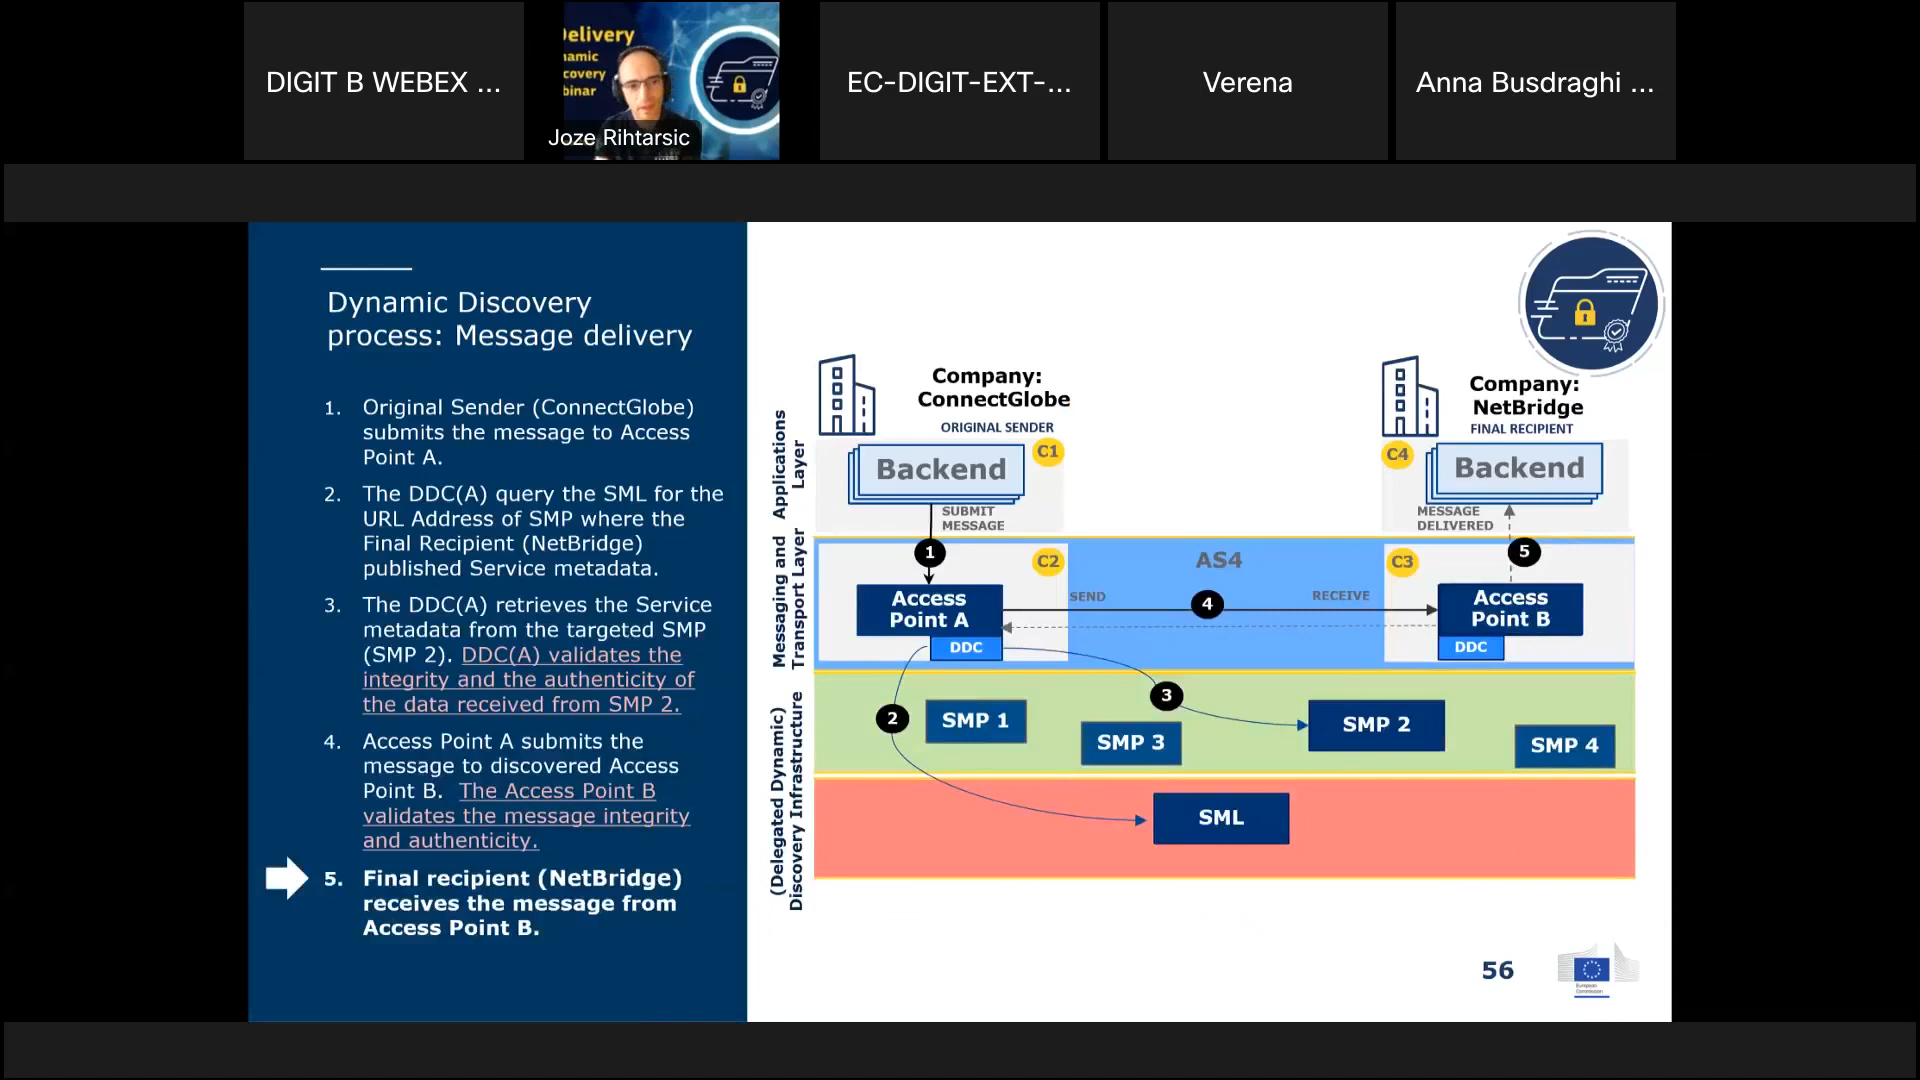 DIGIT B WEBEX ...
Delivery
namic
covery
binar
Joze Rihtarsic
EC-DIGIT-EXT-...
Verena
Anna Busdraghi ...
Dynamic Discovery
process: Message delivery
1. Original Sender (ConnectGlobe)
submits the message to Access
Point A.
2. The DDC(A) query the SML for the
URL Address of SMP where the
Final Recipient (NetBridge)
published Service metadata.
3. The DDC(A) retrieves the Service
metadata from the targeted SMP
(SMP 2). DDC(A) validates the
integrity and the authenticity of
the data received from SMP 2.
4. Access Point A submits the
message to discovered Access
Point B. The Access Point B
validates the message integrity
and authenticity.
5. Final recipient (NetBridge)
receives the message from
Access Point B.
Company:
ConnectGlobe
ORIGINAL SENDER
Company:
NetBridge
FINAL RECIPIENT
Applications
Layer
Backend
C1
C4
Backend
SUBMIT
MESSAGE
MESSAGE
DELIVERED
Messaging and
Transport Layer
1
C2
AS4
C3
5
Access
Point A
SEND
4
RECEIVE
Access
Point B
DDC
DDC
(Delegated Dynamic)
Discovery Infrastructure
2
SMP 1
3
SMP 3
SMP 2
SMP 4
SML
56
European
Commission